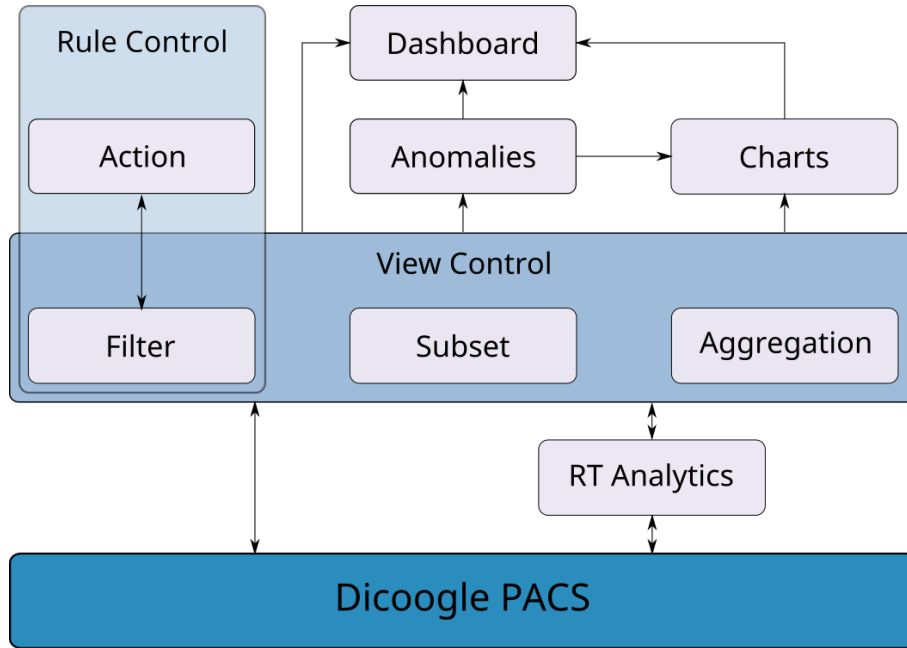 Rule Control
Dashboard
Action
Anomalies
Charts
View Control
Filter
Subset
Aggregation
RT Analytics
Dicoogle PACS